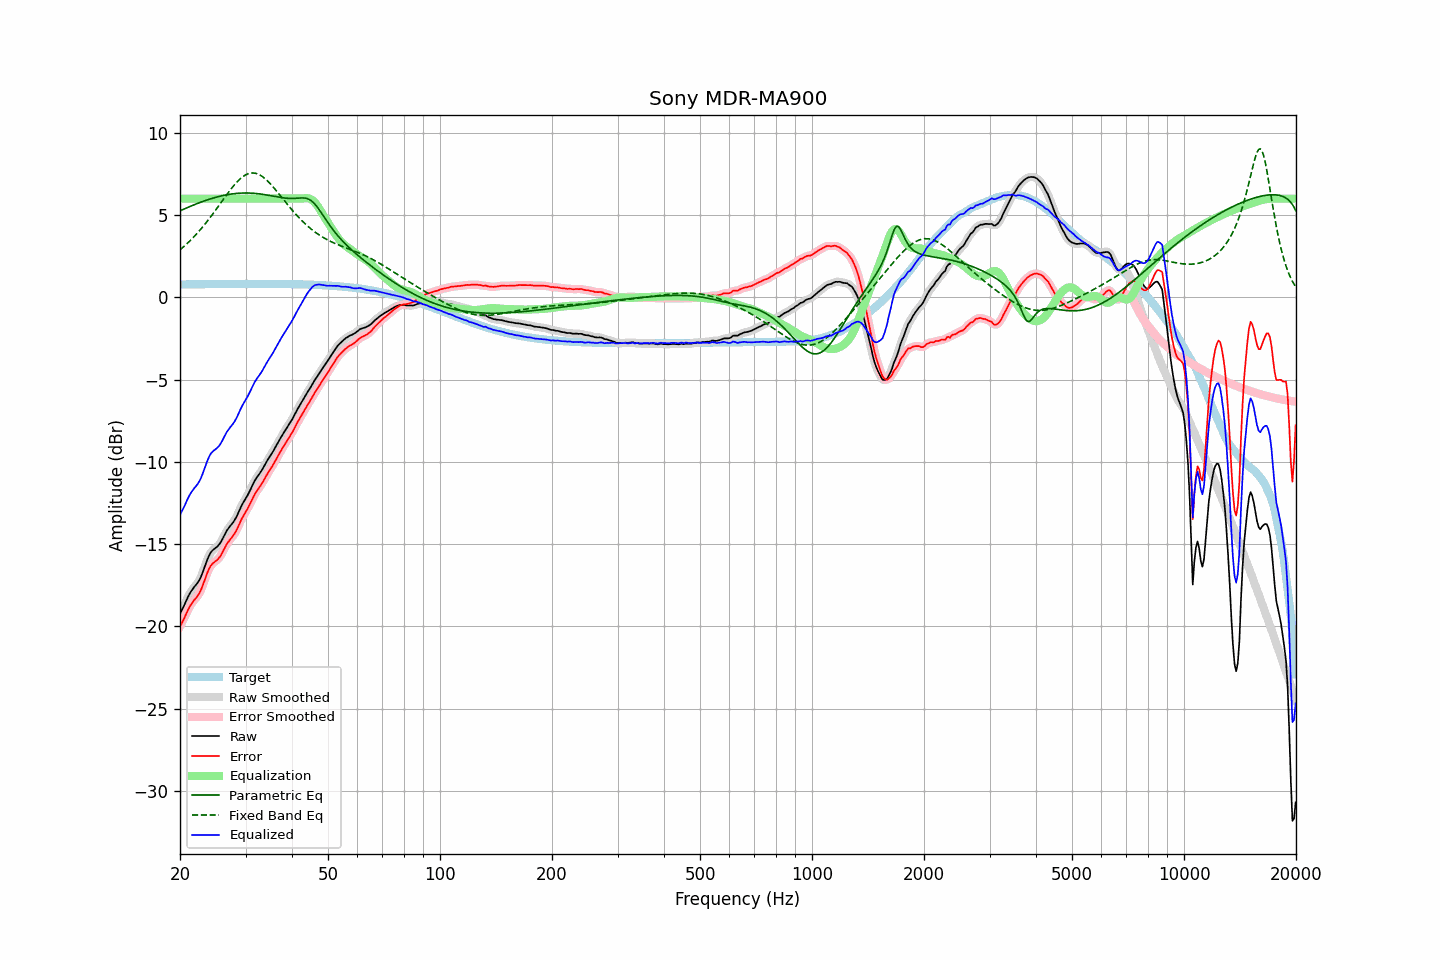 Sony MDR-MA900
Amplitude (dBr)
10
5
0
−5
−10
−15
−20
−25
−30
Target
Raw Smoothed
Error Smoothed
Raw
Error
Equalization
Parametric Eq
Fixed Band Eq
Equalized
20
50
100
200
500
1000
2000
5000
10000
20000
Frequency (Hz)